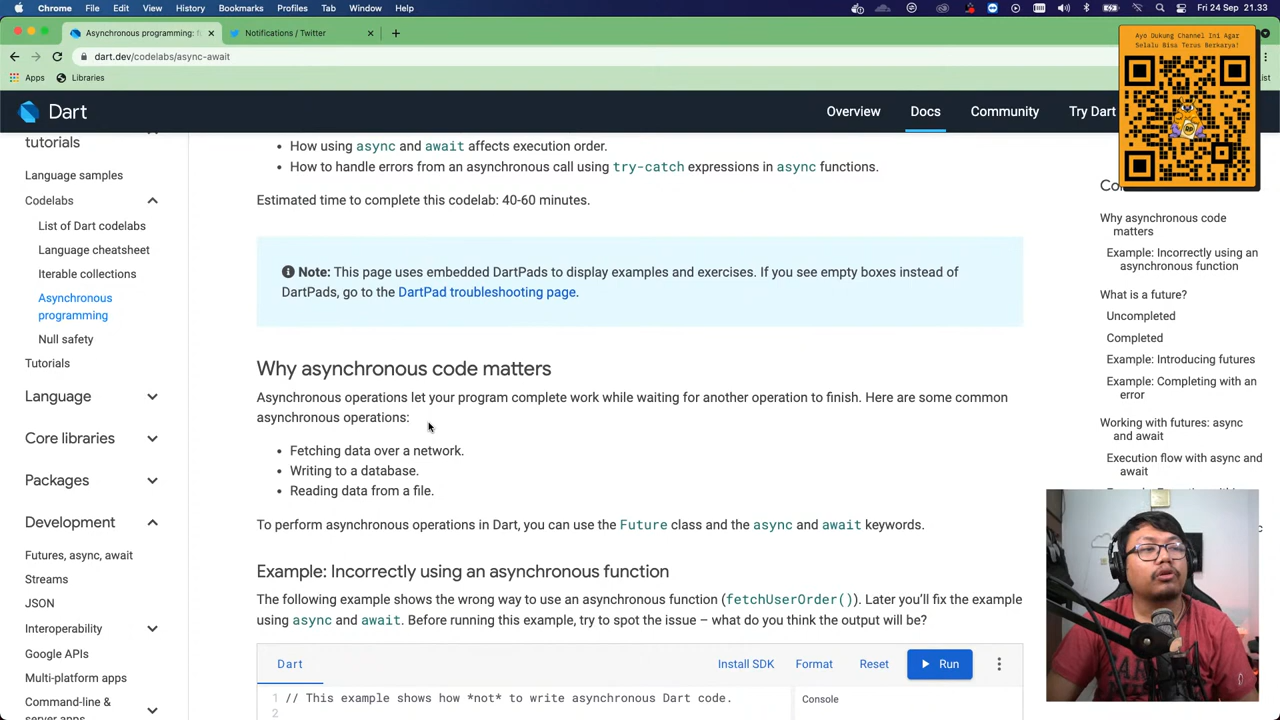 Chrome File Edit View History Bookmarks Profiles Tab Window Help
Fri 24 Sep 21.33
Asynchronous programming: f
Notifications / Twitter
dart.dev/codelabs/async-await
Apps Libraries
Ayo Dukung Channel Ini Agar
Selalu Bisa Terus Berkarya!
Dart
Overview Docs Community Try Dart
tutorials
Language samples
Codelabs
List of Dart codelabs
Language cheatsheet
Iterable collections
Asynchronous
programming
Null safety
Tutorials
Language
Core libraries
Packages
Development
Futures, async, await
Streams
JSON
Interoperability
Google APIs
Multi-platform apps
Command-line &
server apps
• How using async and await affects execution order.
• How to handle errors from an asynchronous call using try-catch expressions in async functions.
Estimated time to complete this codelab: 40-60 minutes.
Note: This page uses embedded DartPads to display examples and exercises. If you see empty boxes instead of
DartPads, go to the DartPad troubleshooting page.
Why asynchronous code matters
Asynchronous operations let your program complete work while waiting for another operation to finish. Here are some common
asynchronous operations:
• Fetching data over a network.
• Writing to a database.
• Reading data from a file.
To perform asynchronous operations in Dart, you can use the Future class and the async and await keywords.
Example: Incorrectly using an asynchronous function
The following example shows the wrong way to use an asynchronous function (fetchUserOrder()). Later you’ll fix the example
using async and await. Before running this example, try to spot the issue – what do you think the output will be?
Dart
Install SDK Format Reset Run
1 // This example shows how *not* to write asynchronous Dart code.
2
Console
Co
Why asynchronous code
matters
Example: Incorrectly using an
asynchronous function
What is a future?
Uncompleted
Completed
Example: Introducing futures
Example: Completing with an
error
Working with futures: async
and await
Execution flow with async and
await